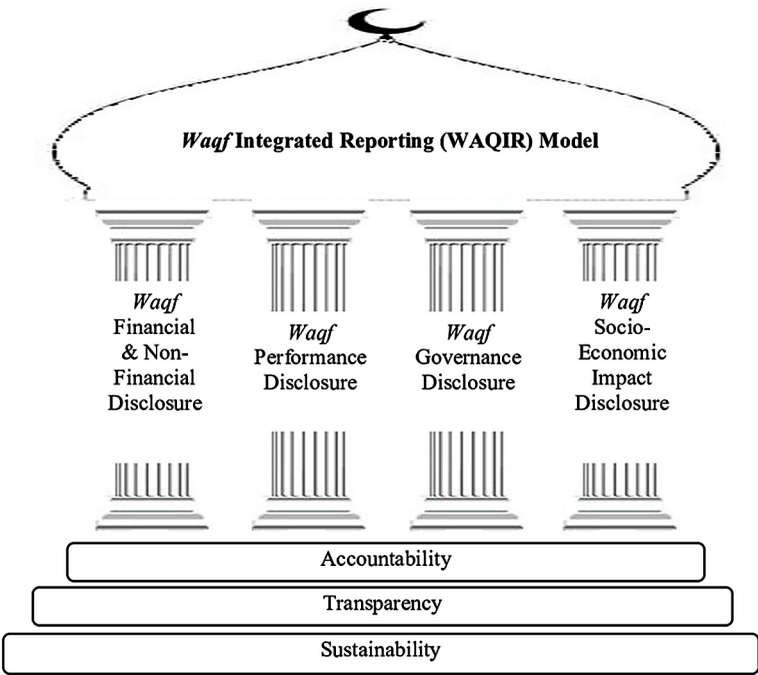 Waqf Integrated Reporting (WAQIR) Model
Waqf
Financial
& Non-
Financial
Disclosure
Waqf
Performance
Disclosure
Waqf
Governance
Disclosure
Waqf
Socio-
Economic
Impact
Disclosure
Accountability
Transparency
Sustainability